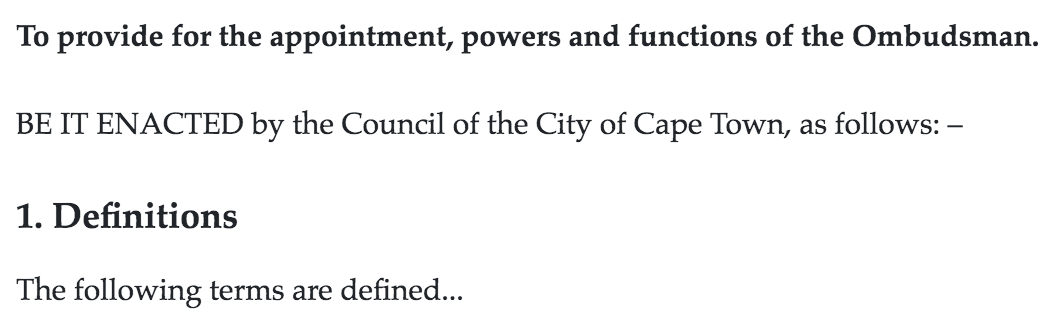 To provide for the appointment, powers and functions of the Ombudsman.
BE IT ENACTED by the Council of the City of Cape Town, as follows: –
1. Definitions
The following terms are defined...